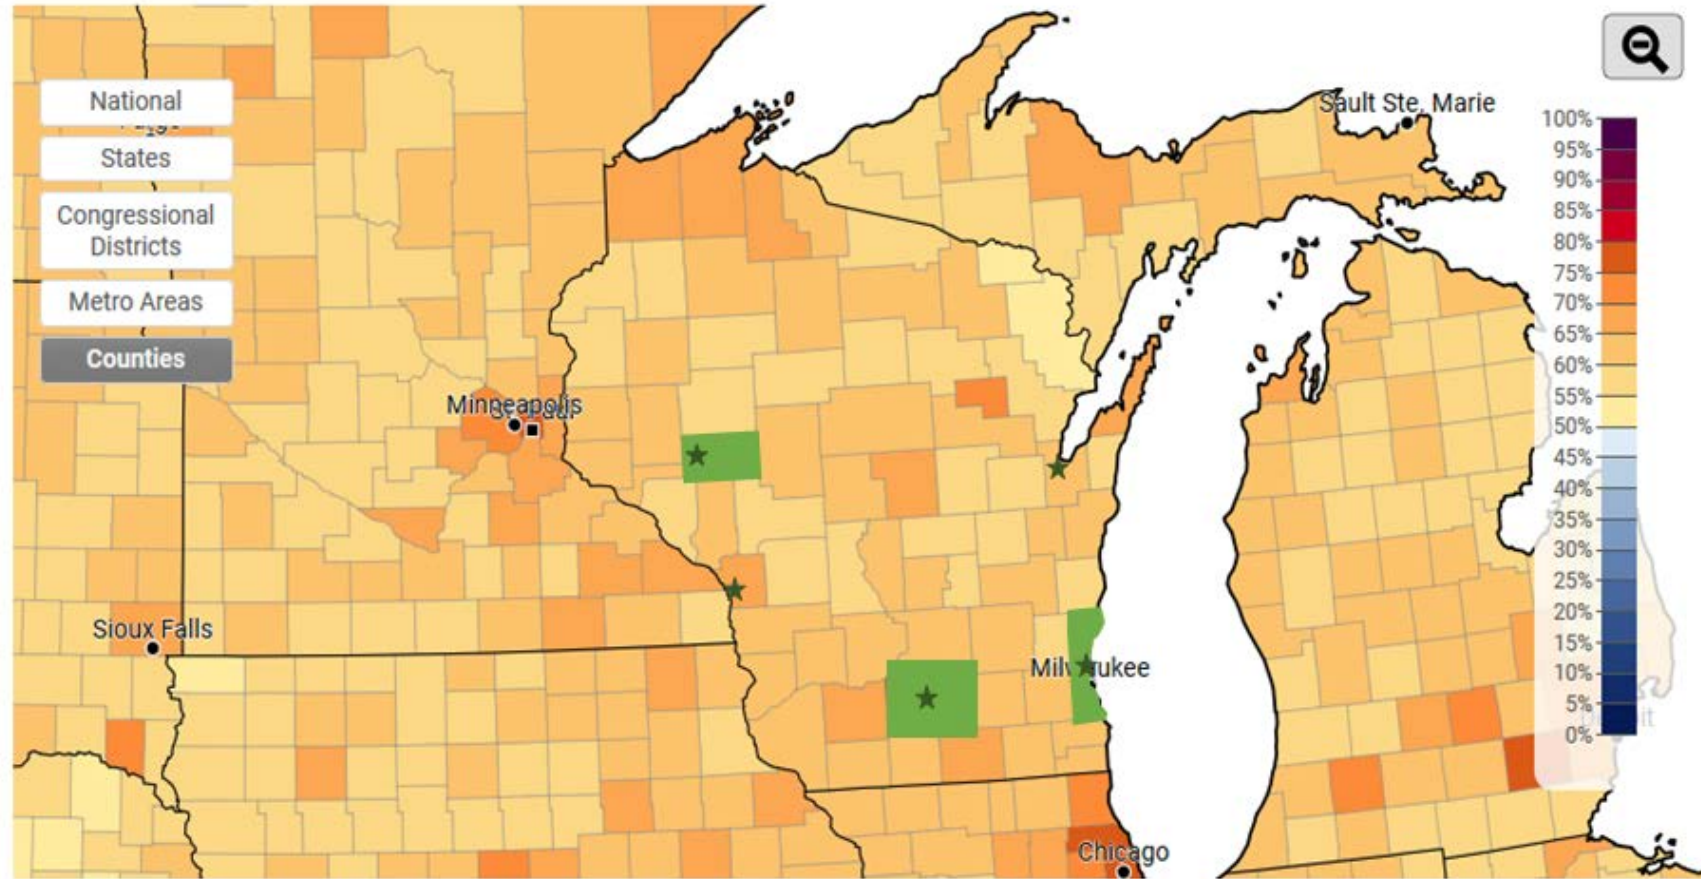 National
States
Congressional
Districts
Metro Areas
Counties
Sault Ste. Marie
Minneapolis
Sioux Falls
Chicago
100%
95%
90%
85%
80%
75%
70%
65%
60%
55%
50%
45%
40%
35%
30%
25%
20%
15%
10%
5%
0%